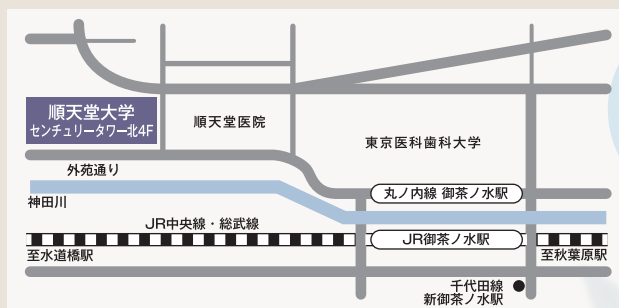 順天堂大学
センチュリータワー北4F
順天堂医院
東京医科歯科大学
外苑通り
丸ノ内線 御茶ノ水駅
神田川
JR中央線・総武線
JR御茶ノ水駅
至水道橋駅
至秋葉原駅
千代田線
新御茶ノ水駅